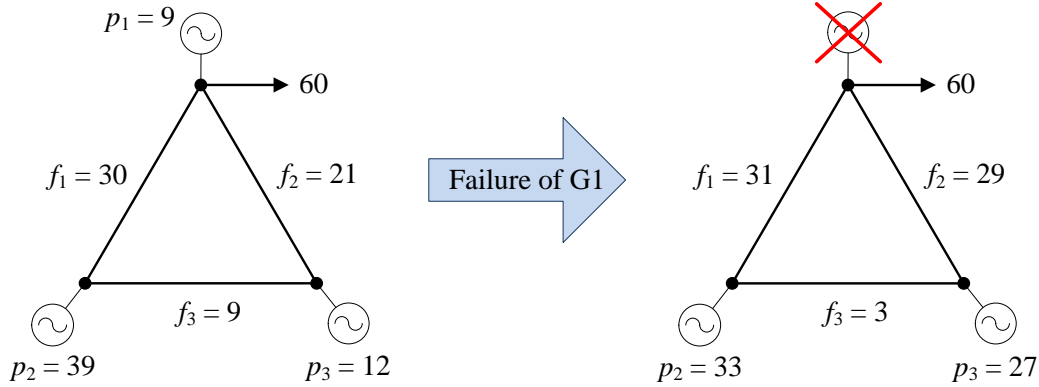 p₁ = 9
60
f₁ = 30
f₂ = 21
f₃ = 9
p₂ = 39
p₃ = 12
Failure of G1
60
f₁ = 31
f₂ = 29
f₃ = 3
p₂ = 33
p₃ = 27